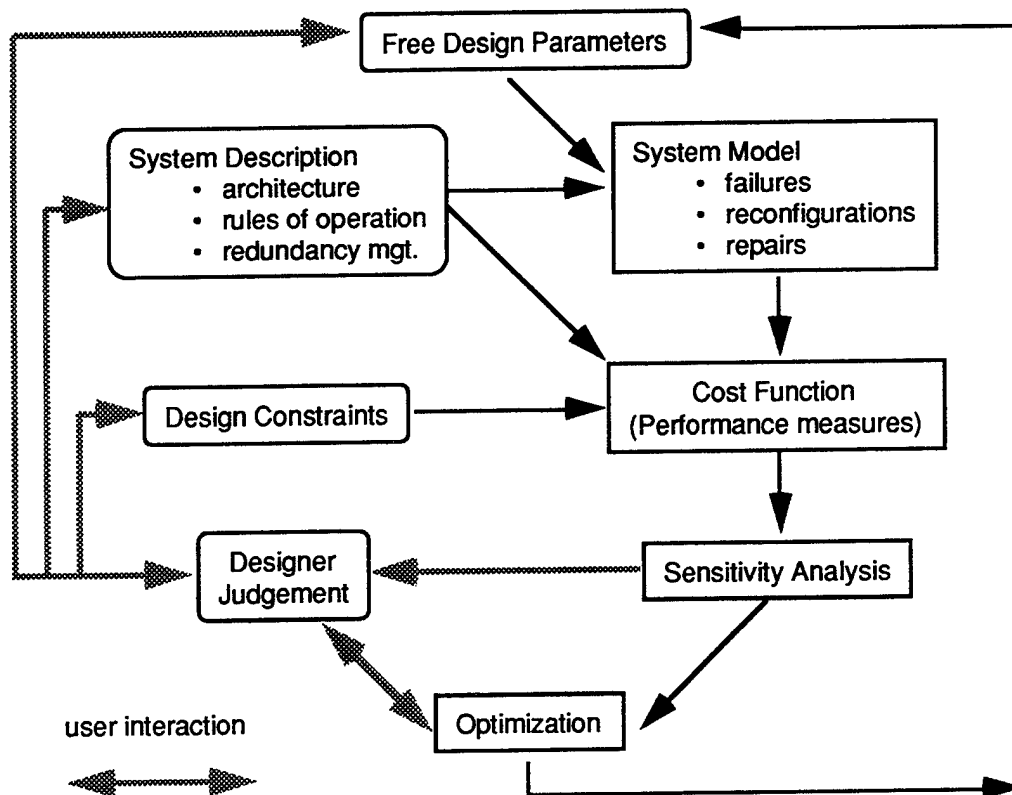 Free Design Parameters
System Description
• architecture
• rules of operation
• redundancy mgt.
System Model
• failures
• reconfigurations
• repairs
Design Constraints
Cost Function
(Performance measures)
Designer
Judgement
Sensitivity Analysis
Optimization
user interaction